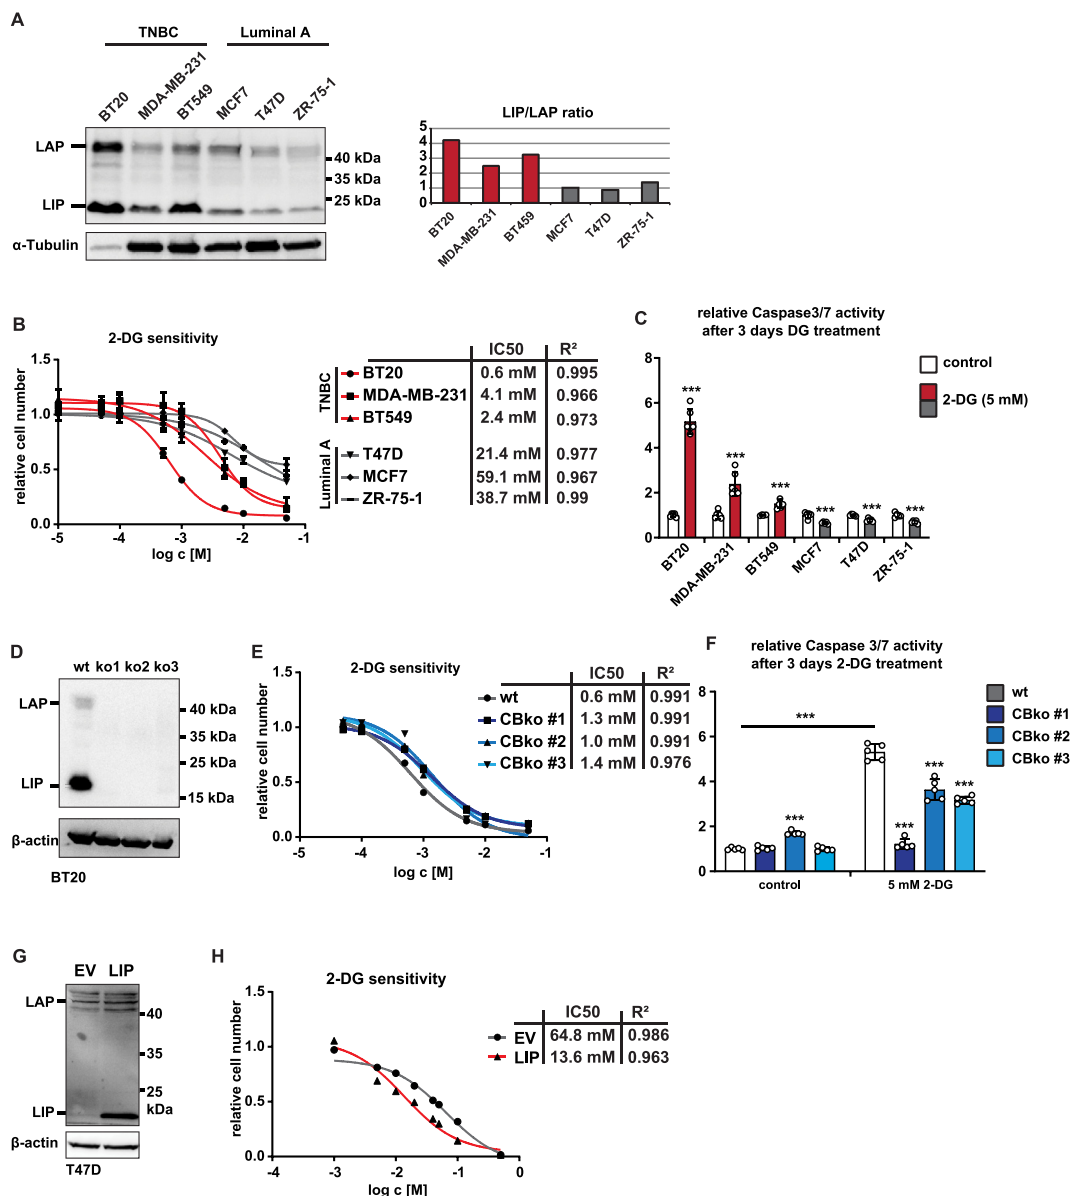 A
TNBC
Luminal A
BT20
MDA-MB-231
BT549
MCF7
T47D
ZR-75-1
LAP
40 kDa
35 kDa
25 kDa
LIP
α-Tubulin
LIP/LAP ratio
5
4
3
2
1
0
BT20
MDA-MB-231
BT459
MCF7
T47D
ZR-75-1
B
2-DG sensitivity
relative cell number
1.5
1.0
0.5
0.0
-5
-4
-3
-2
-1
log c [M]
IC50 R²
TNBC
BT20 0.6 mM 0.995
MDA-MB-231 4.1 mM 0.966
BT549 2.4 mM 0.973
Luminal A
T47D 21.4 mM 0.977
MCF7 59.1 mM 0.967
ZR-75-1 38.7 mM 0.99
C
relative Caspase3/7 activity
after 3 days DG treatment
control
2-DG (5 mM)
8
6
4
2
0
***
***
***
***
***
***
BT20
MDA-MB-231
BT549
MCF7
T47D
ZR-75-1
D
wt ko1 ko2 ko3
LAP
40 kDa
35 kDa
25 kDa
LIP
15 kDa
β-actin
BT20
E
2-DG sensitivity
relative cell number
1.5
1.0
0.5
0.0
-5
-4
-3
-2
-1
log c [M]
IC50 R²
wt 0.6 mM 0.991
CBko #1 1.3 mM 0.991
CBko #2 1.0 mM 0.991
CBko #3 1.4 mM 0.976
F
relative Caspase 3/7 activity
after 3 days 2-DG treatment
wt
CBko #1
CBko #2
CBko #3
8
6
4
2
0
***
***
***
***
***
control
5 mM 2-DG
G
EV LIP
LAP
40
35
25
kDa
LIP
β-actin
T47D
H
2-DG sensitivity
relative cell number
1.5
1.0
0.5
0.0
-4
-3
-2
-1
0
log c [M]
IC50 R²
EV 64.8 mM 0.986
LIP 13.6 mM 0.963